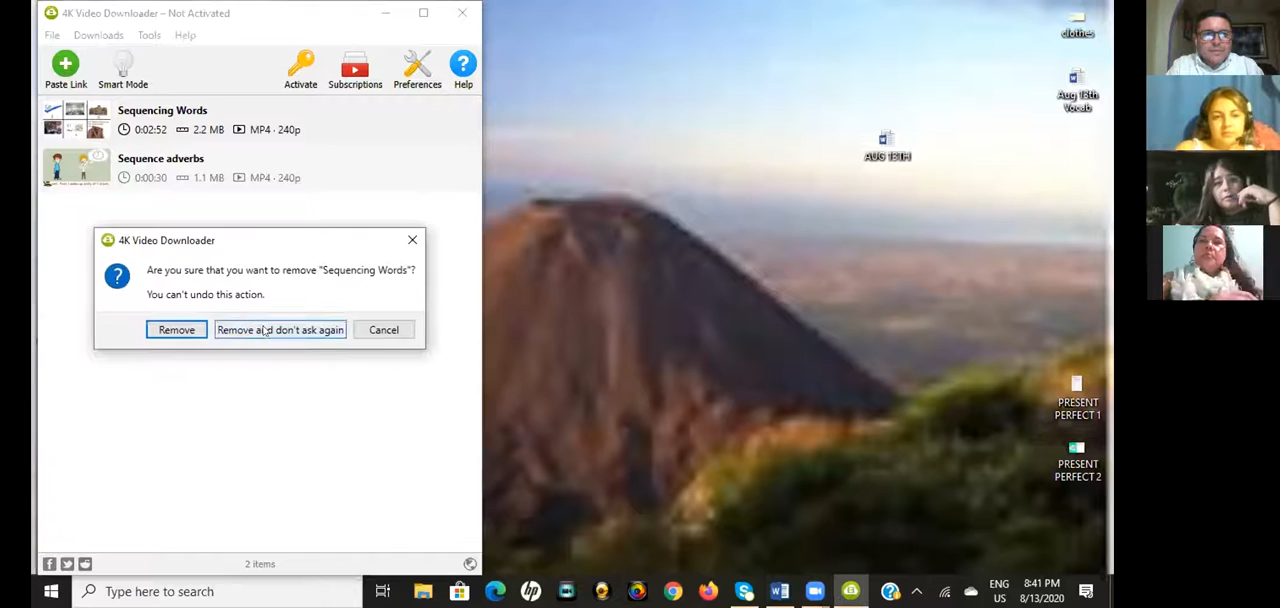 4K Video Downloader – Not Activated
File Downloads Tools Help
Paste Link Smart Mode Activate Subscriptions Preferences Help
Sequencing Words
0:02:52 2.2 MB MP4 · 240p
Sequence adverbs
0:00:30 1.1 MB MP4 · 240p
4K Video Downloader
Are you sure that you want to remove "Sequencing Words"?
You can't undo this action.
Remove Remove and don't ask again Cancel
2 items
clothes
Aug 13th
Vocab
AUG 13TH
PRESENT
PERFECT 1
PRESENT
PERFECT 2
Type here to search
ENG
US
8:41 PM
8/13/2020